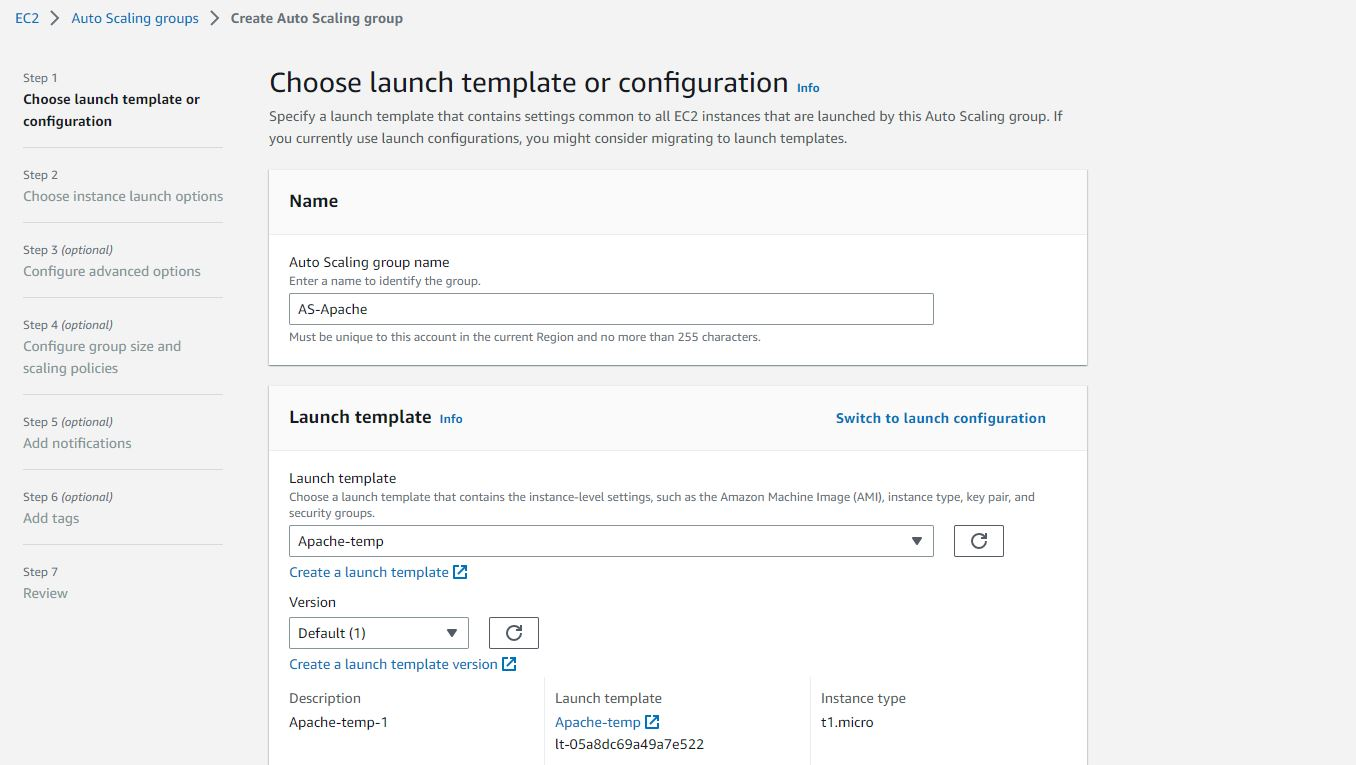 EC2 > Auto Scaling groups > Create Auto Scaling group
Step 1
Choose launch template or
configuration
Step 2
Choose instance launch options
Step 3 (optional)
Configure advanced options
Step 4 (optional)
Configure group size and
scaling policies
Step 5 (optional)
Add notifications
Step 6 (optional)
Add tags
Step 7
Review
Choose launch template or configuration Info
Specify a launch template that contains settings common to all EC2 instances that are launched by this Auto Scaling group. If
you currently use launch configurations, you might consider migrating to launch templates.
Name
Auto Scaling group name
Enter a name to identify the group.
AS-Apache
Must be unique to this account in the current Region and no more than 255 characters.
Launch template Info
Switch to launch configuration
Launch template
Choose a launch template that contains the instance-level settings, such as the Amazon Machine Image (AMI), instance type, key pair, and
security groups.
Apache-temp
Create a launch template
Version
Default (1)
Create a launch template version
Description
Apache-temp-1
Launch template
Apache-temp
lt-05a8dc69a49a7e522
Instance type
t1.micro